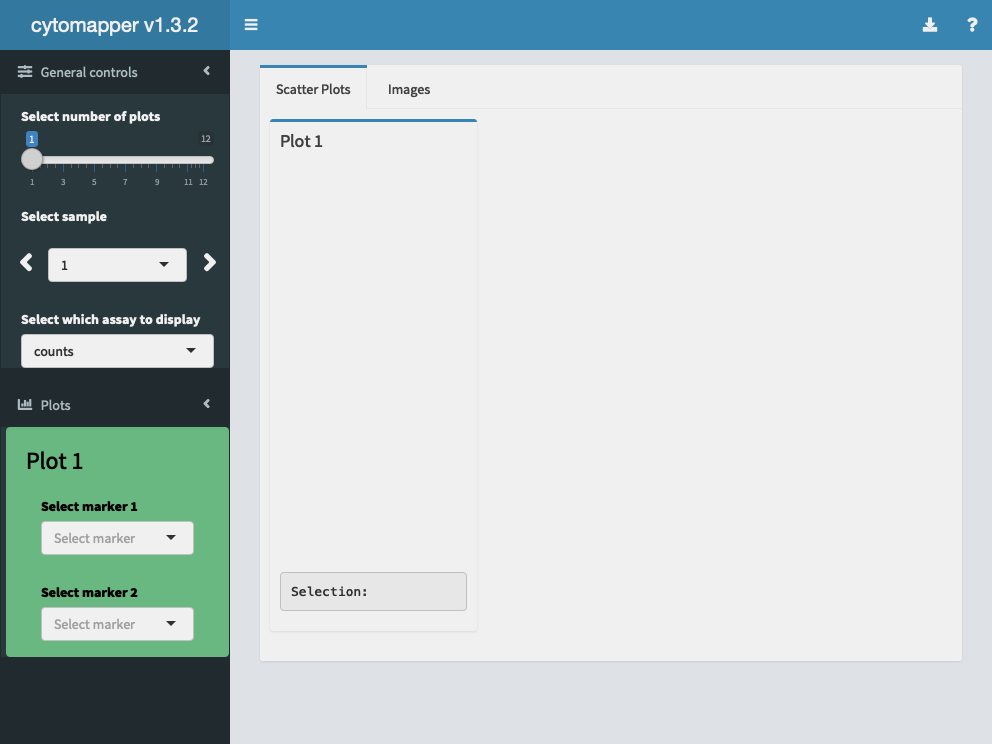 cytomapper v1.3.2
?
General controls
Select number of plots
1
12
1 3 5 7 9 11 12
Select sample
1
Select which assay to display
counts
Plots
Plot 1
Select marker 1
Select marker
Select marker 2
Select marker
Scatter Plots
Images
Plot 1
Selection: